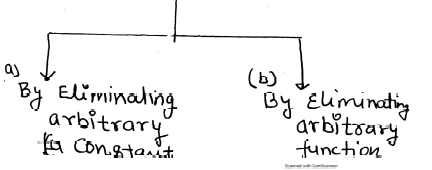 a)
By Eliminating
arbitrary
Constant
(b)
By Eliminating
arbitrary
function
Scanned with CamScanner